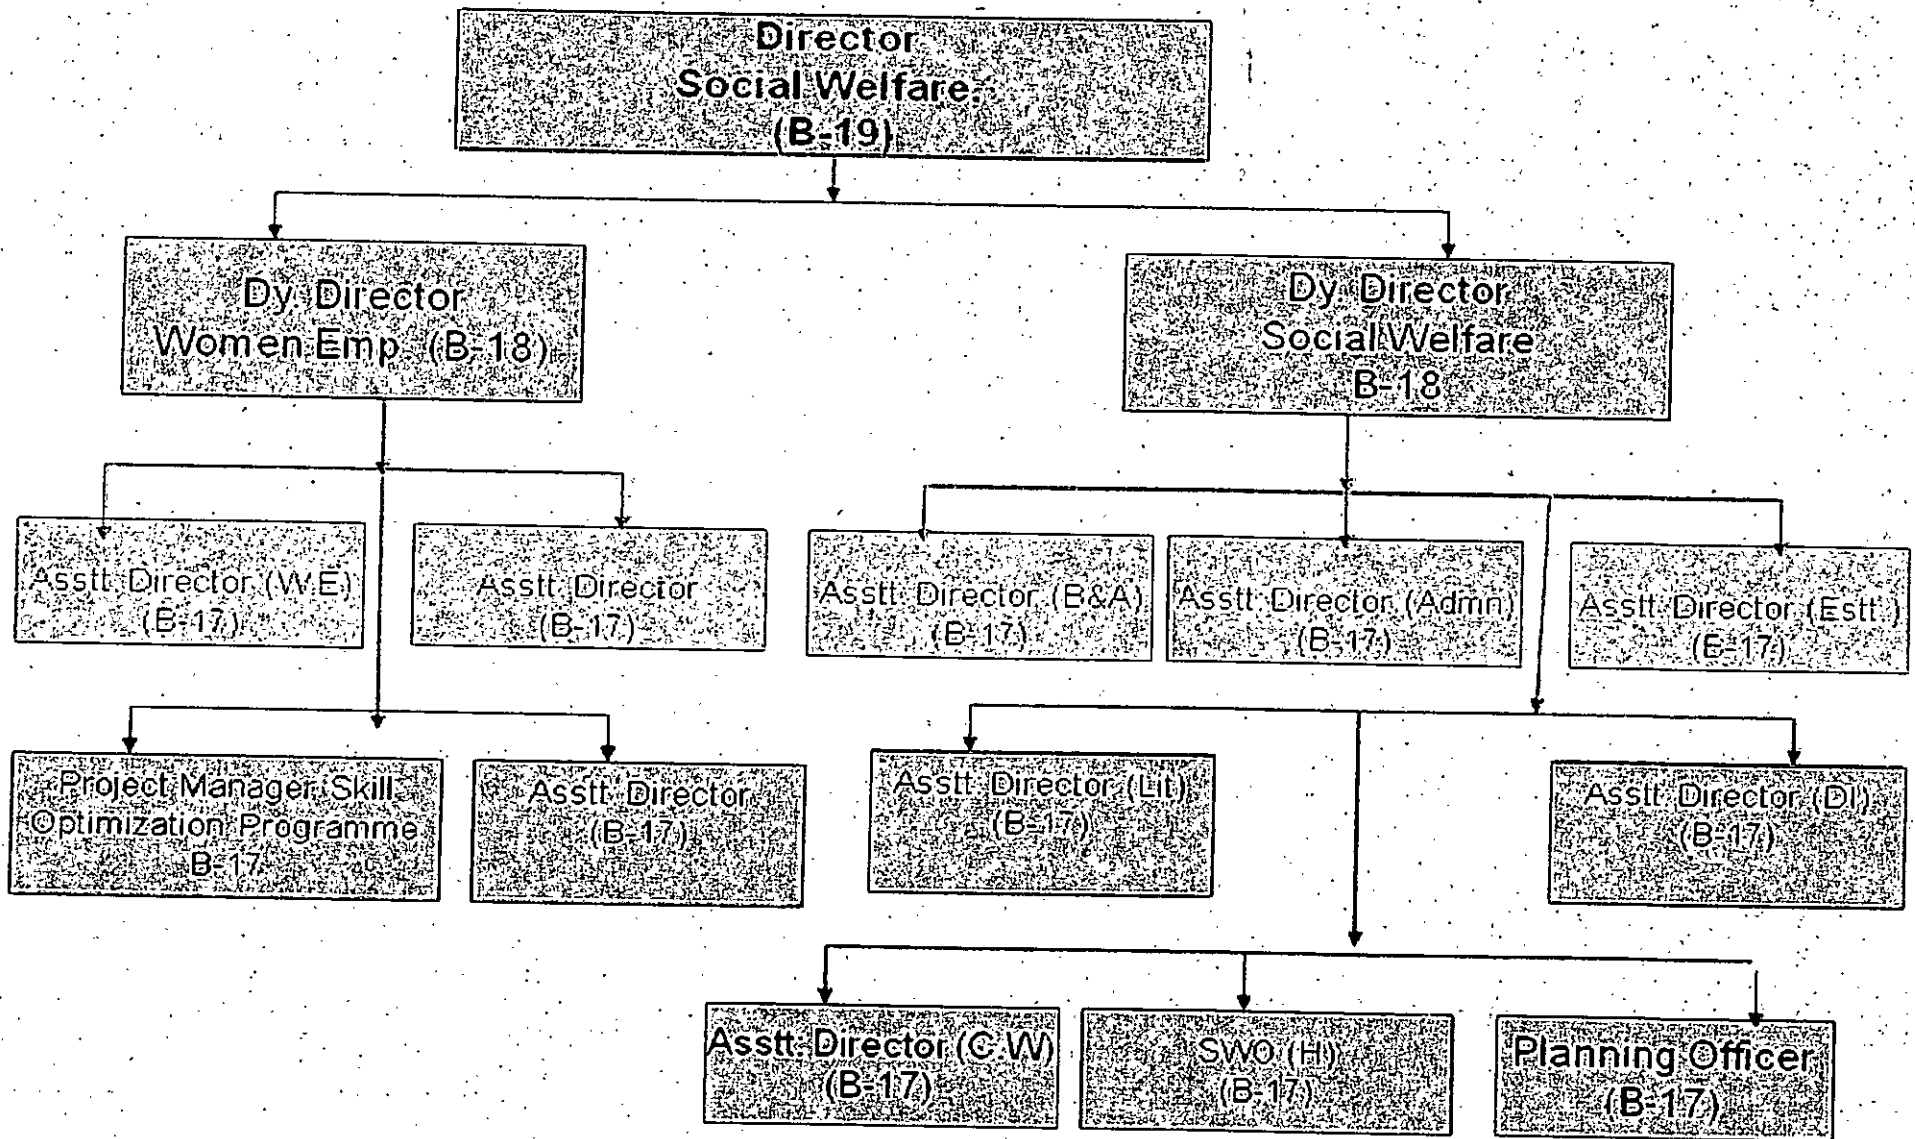 Director
Social Welfare.
(B-19)
Dy. Director
Women Emp. (B-18)
Dy. Director
Social Welfare
B-18
Asstt. Director (W.E)
(B-17)
Asstt. Director
(B-17)
Asstt. Director (B&A)
(B-17)
Asstt. Director (Admn)
(B-17)
Asstt. Director (Estt.)
(B-17)
Project Manager Skill
Optimization Programme
B-17
Asstt. Director
(B-17)
Asstt. Director (Lit)
(B-17)
Asstt. Director (DI)
(B-17)
Asstt. Director (C.W)
(B-17)
SWO (H)
(B-17)
Planning Officer
(B-17)